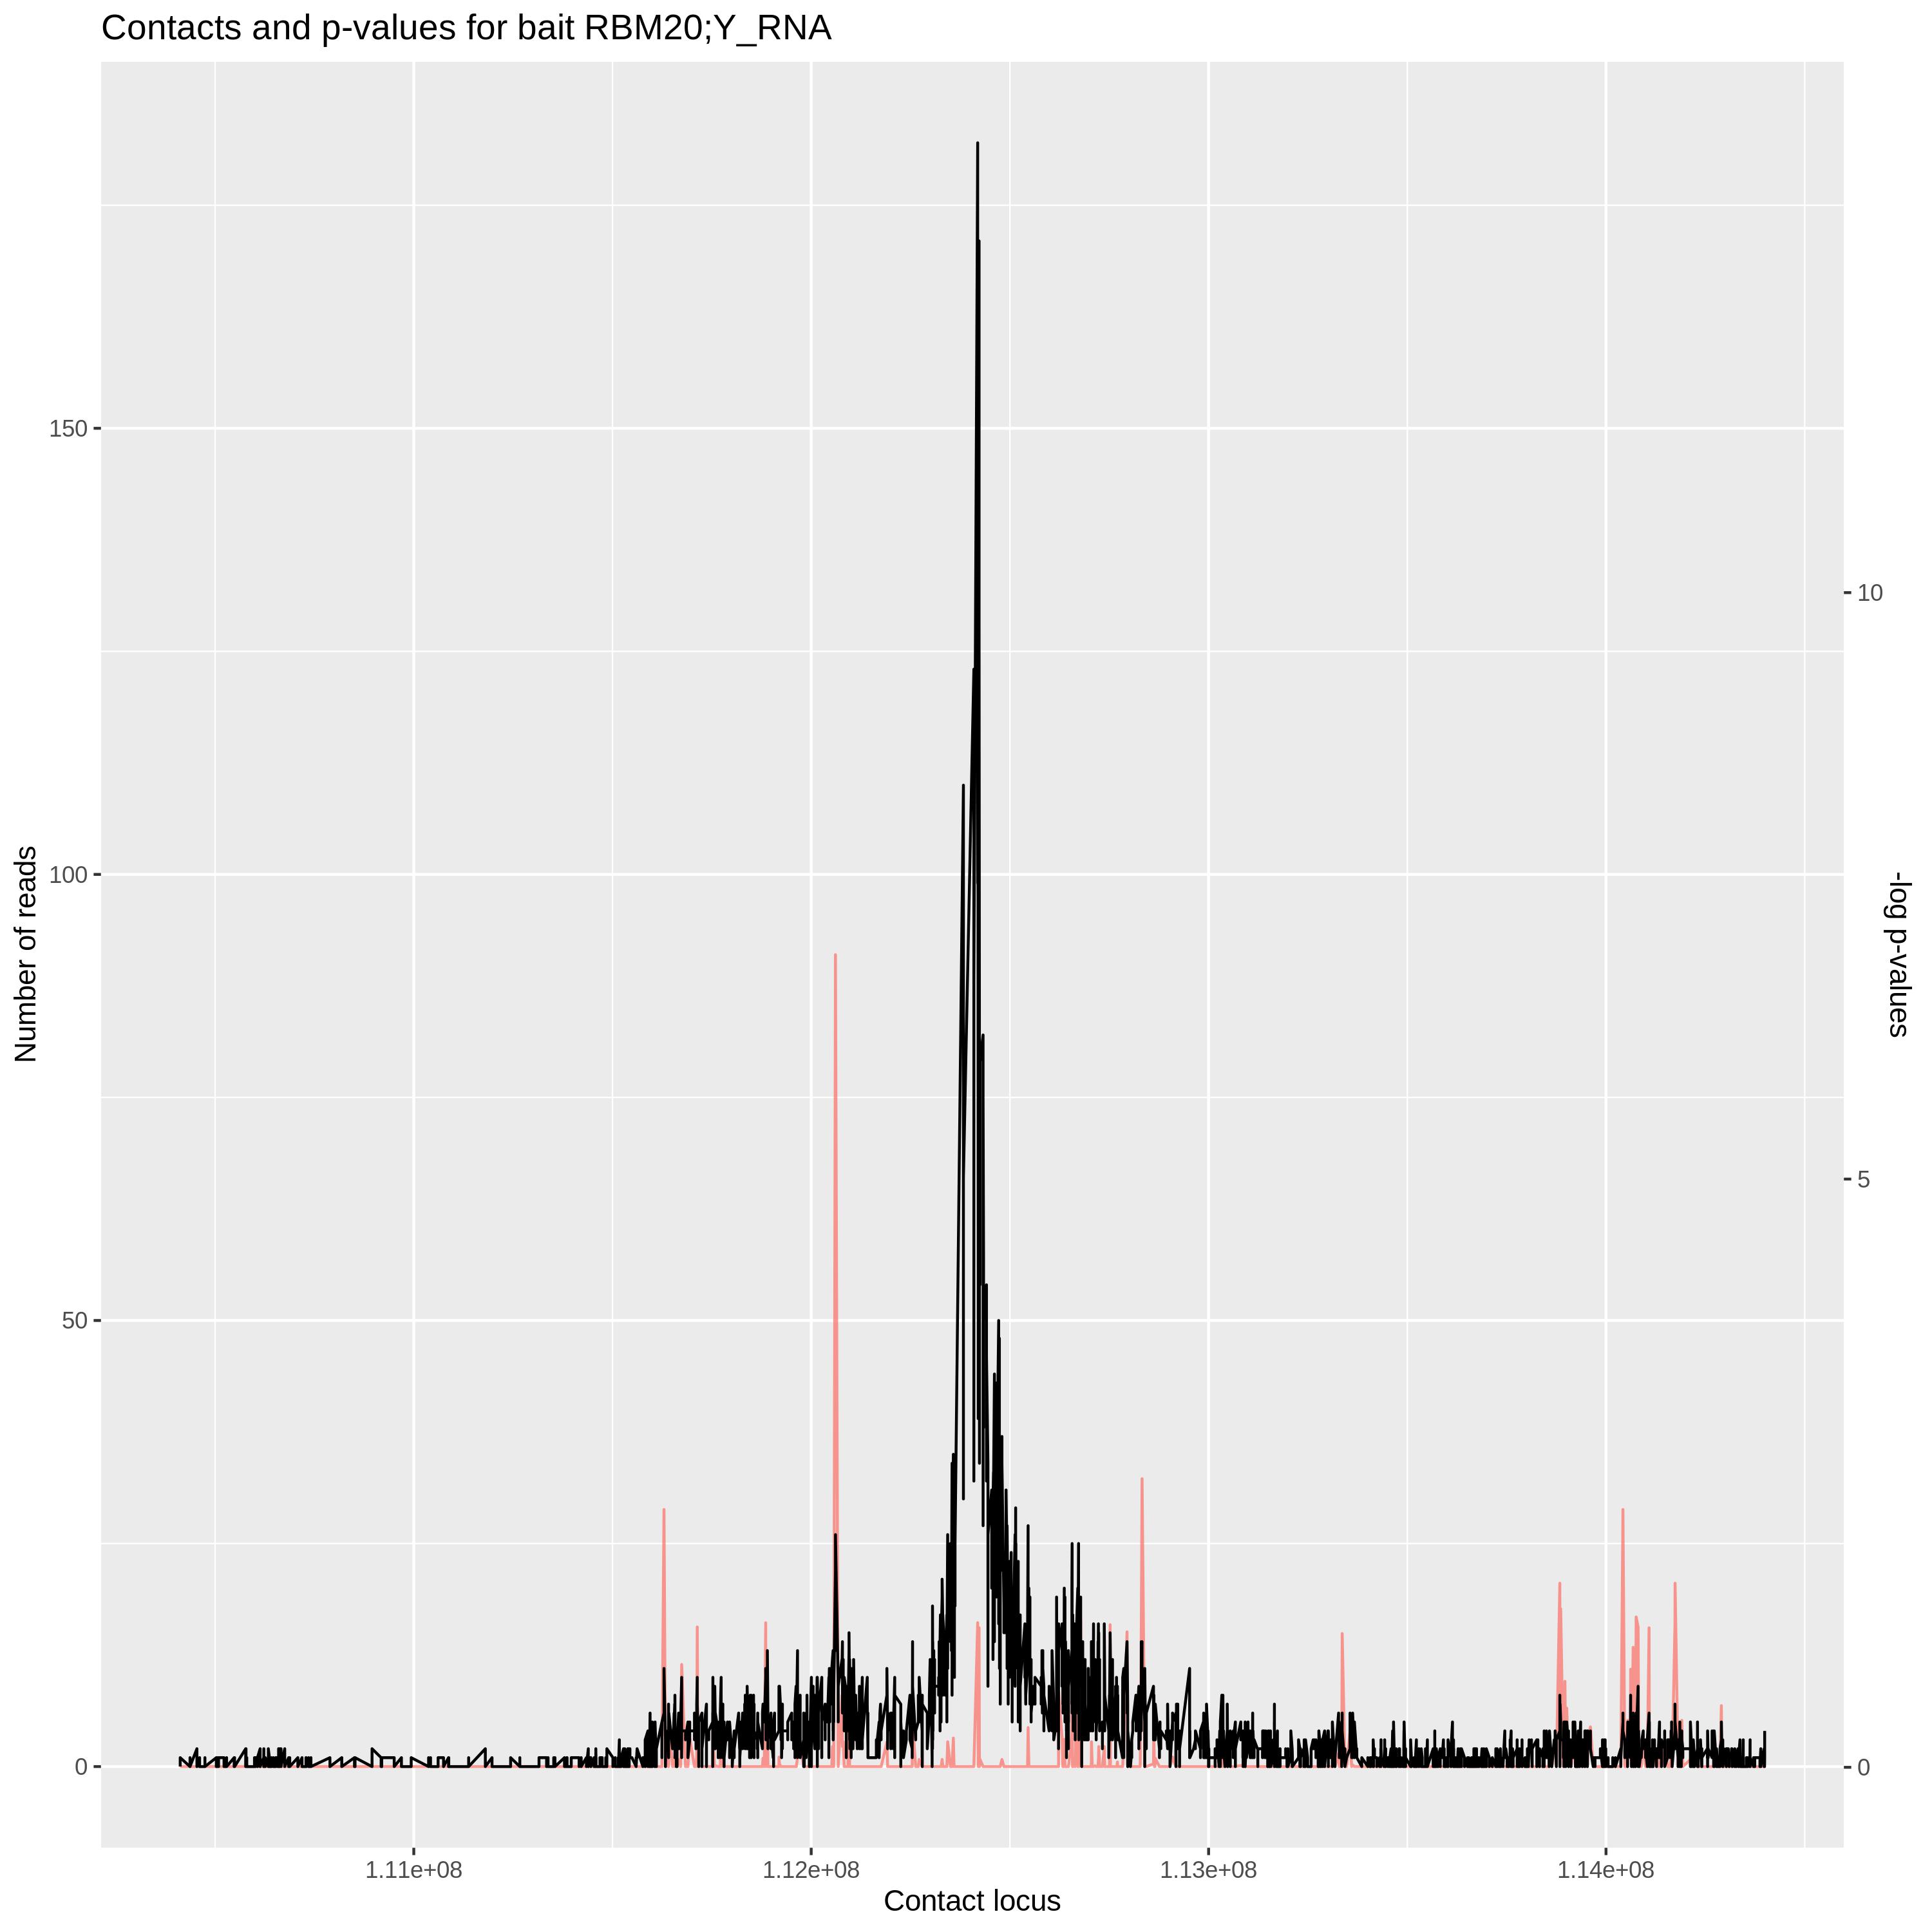 Contacts and p-values for bait RBM20;Y_RNA
150
100
50
0
Number of reads
10
5
0
-log p-values
1.11e+08
1.12e+08
1.13e+08
1.14e+08
Contact locus